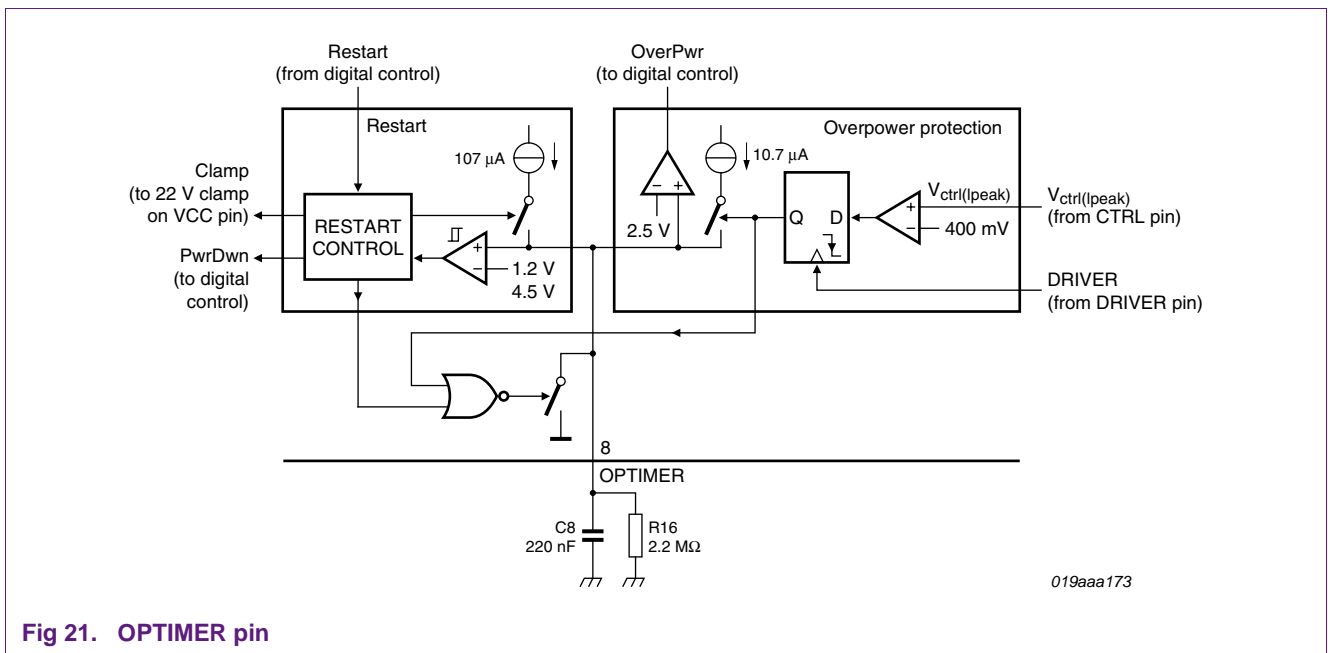 Restart
(from digital control)
OverPwr
(to digital control)
Restart
Overpower protection
107 μA
10.7 μA
Clamp
(to 22 V clamp
on VCC pin)
RESTART
CONTROL
PwrDwn
(to digital
control)
+
−
1.2 V
4.5 V
− +
2.5 V
Q D
Vctrl(Ipeak)
+
−
400 mV
Vctrl(Ipeak)
(from CTRL pin)
DRIVER
(from DRIVER pin)
8
OPTIMER
C8
220 nF
R16
2.2 MΩ
019aaa173
Fig 21. OPTIMER pin